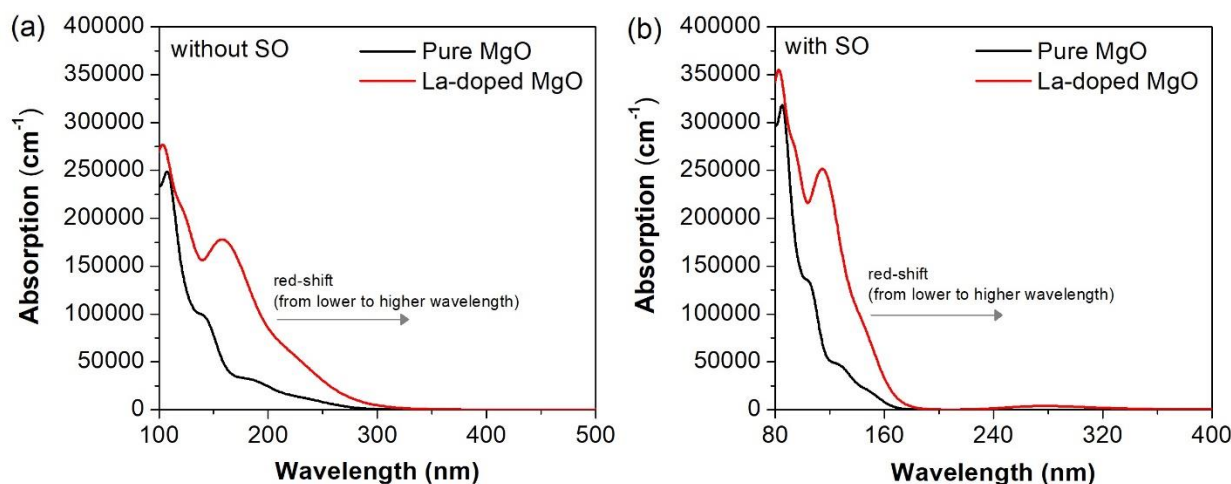 (a)
without SO
Pure MgO
La-doped MgO
red-shift
(from lower to higher wavelength)
Absorption (cm⁻¹)
400000
350000
300000
250000
200000
150000
100000
50000
0
100
200
300
400
500
Wavelength (nm)
(b)
with SO
Pure MgO
La-doped MgO
red-shift
(from lower to higher wavelength)
Absorption (cm⁻¹)
400000
350000
300000
250000
200000
150000
100000
50000
0
80
160
240
320
400
Wavelength (nm)